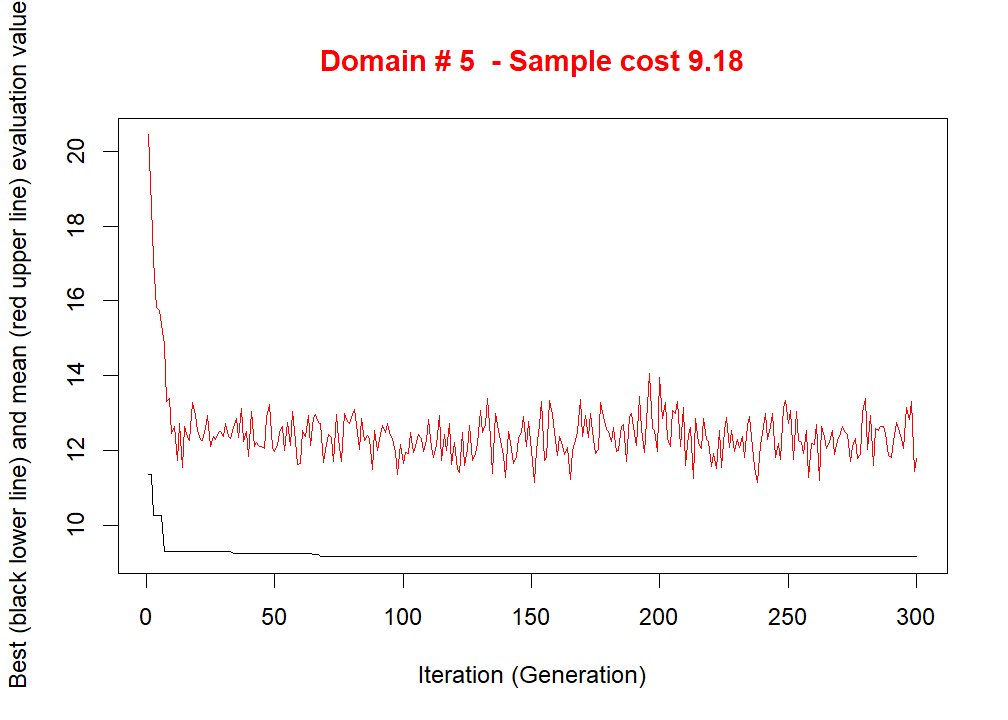 Domain # 5  - Sample cost 9.18
Best (black lower line) and mean (red upper line) evaluation value
20
18
16
14
12
10
0 50 100 150 200 250 300
Iteration (Generation)